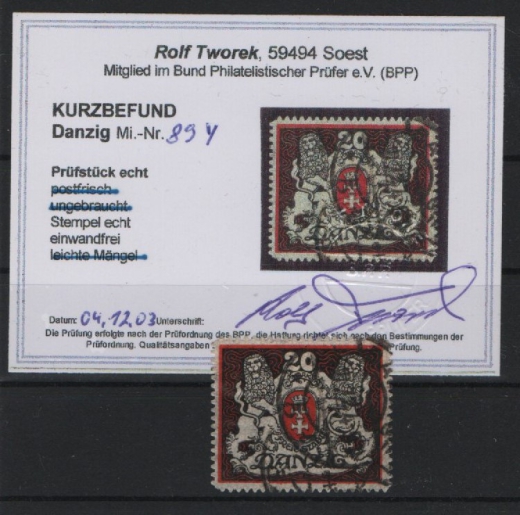 Rolf Tworek, 59494 Soest
Mitglied im Bund Philatelistischer Prüfer e.V. (BPP)
KURZBEFUND
Danzig Mi.-Nr. 89 Y
Prüfstück echt
postfrisch
ungebraucht
Stempel echt
einwandfrei
leichte Mängel
20
DANZIG
Datum: 04.12.03 Unterschrift:
Die Prüfung erfolgte nach der Prüfordnung des BPP, die Haftung richtet sich nach den Bestimmungen der
Prüfordnung. Qualitätsangaben Prüfung.
20
DANZIG